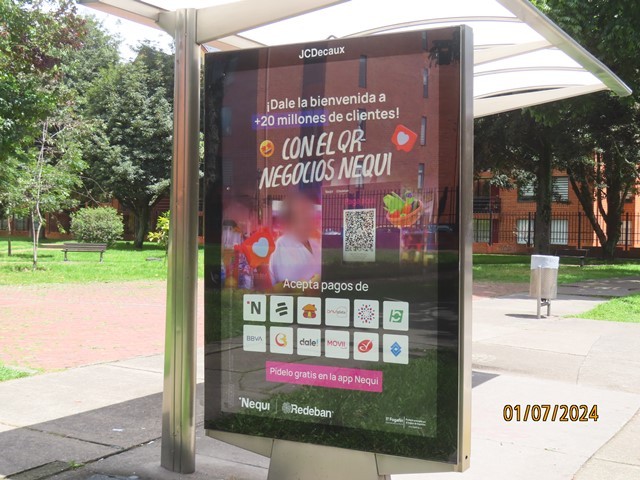 JCDecaux
¡Dale la bienvenida a
+20 millones de clientes!
CON EL QR
NEGOCIOS NEQUI
Acepta pagos de
N
BBVA
dale!
MOVii
Pídelo gratis en la app Nequi
Nequi
Redeban
01/07/2024